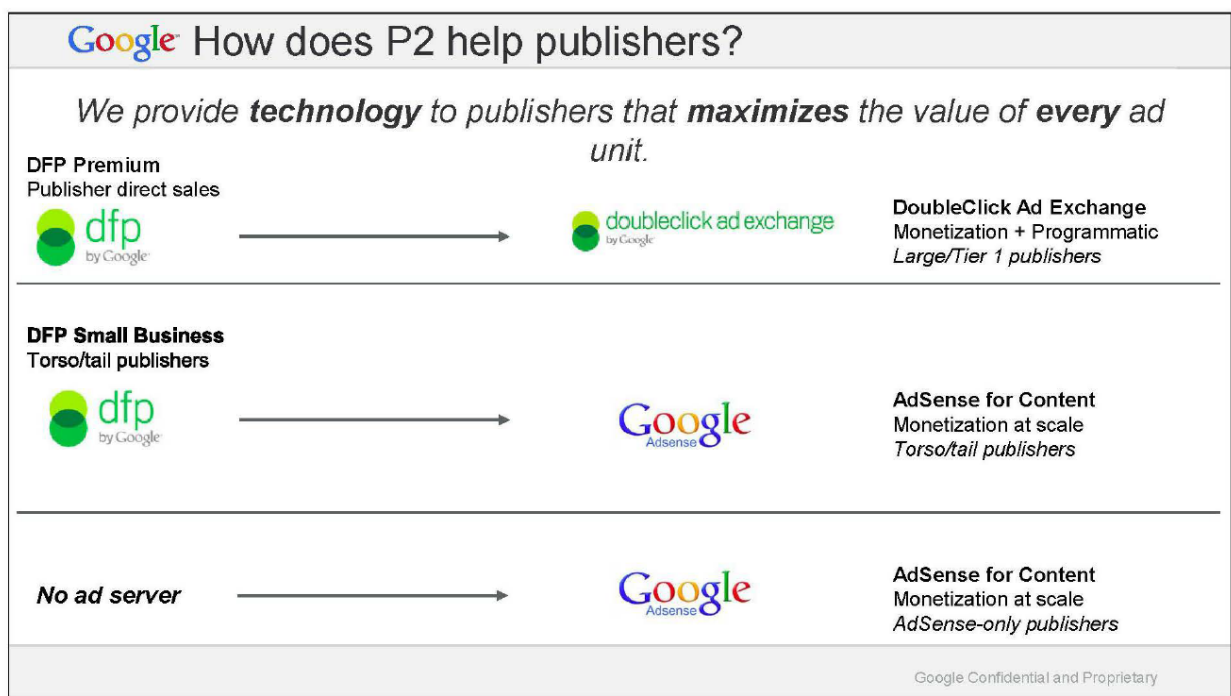 Google How does P2 help publishers?
We provide technology to publishers that maximizes the value of every ad
unit.
DFP Premium
Publisher direct sales
dfp
by Google
doubleclick ad exchange
by Google
DoubleClick Ad Exchange
Monetization + Programmatic
Large/Tier 1 publishers
DFP Small Business
Torso/tail publishers
dfp
by Google
Google
Adsense
AdSense for Content
Monetization at scale
Torso/tail publishers
No ad server
Google
Adsense
AdSense for Content
Monetization at scale
AdSense-only publishers
Google Confidential and Proprietary